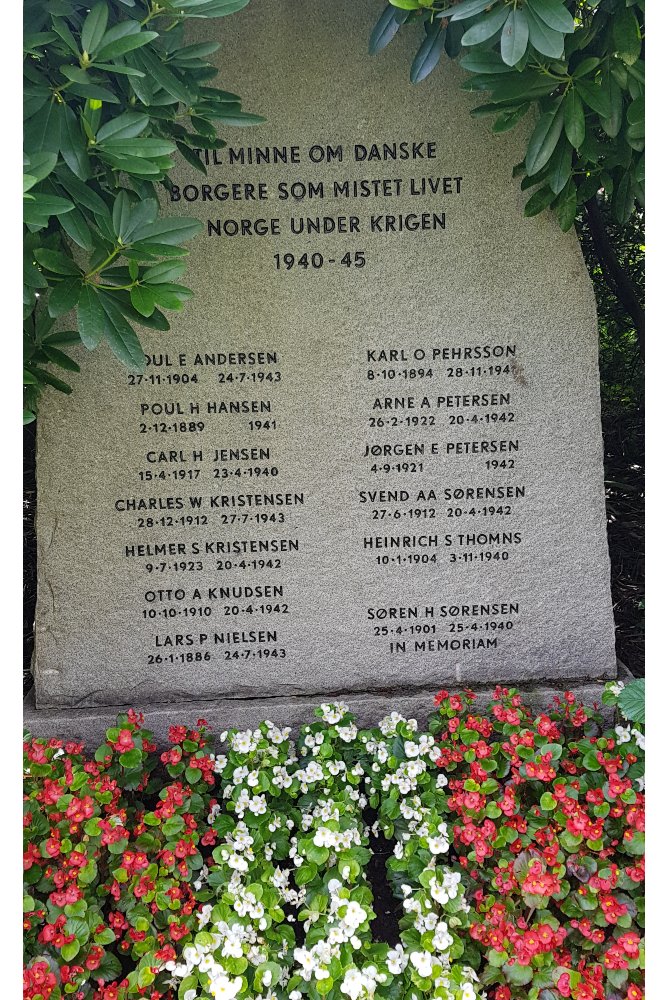 TIL MINNE OM DANSKE
BORGERE SOM MISTET LIVET
NORGE UNDER KRIGEN
1940-45
OUL E ANDERSEN
27·11·1904 24·7·1943
POUL H HANSEN
2·12·1889 1941
CARL H JENSEN
15·4·1917 23·4·1940
CHARLES W KRISTENSEN
28·12·1912 27·7·1943
HELMER S KRISTENSEN
9·7·1923 20·4·1942
OTTO A KNUDSEN
10·10·1910 20·4·1942
LARS P NIELSEN
26·1·1886 24·7·1943
KARL O PEHRSSON
8·10·1894
ARNE A PETERSEN
26·2·1922 20·4·1942
JØRGEN E PETERSEN
4·9·1921 1942
SVEND AA SØRENSEN
27·6·1912 20·4·1942
HEINRICH S THOMNS
10·1·1904 3·11·1940
SØREN H SØRENSEN
25·4·1901 25·4·1940
IN MEMORIAM